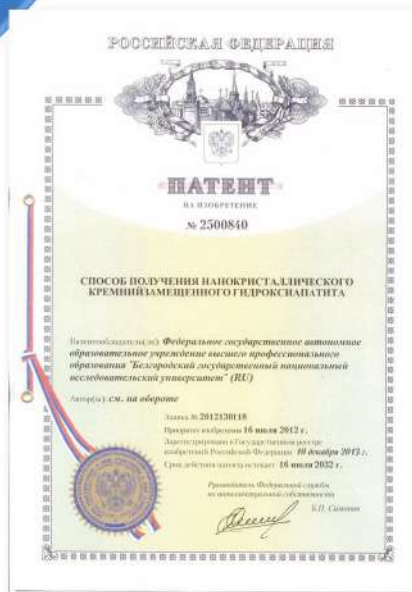 РОССИЙСКАЯ ФЕДЕРАЦИЯ
ПАТЕНТ
НА ИЗОБРЕТЕНИЕ
№ 2500840
СПОСОБ ПОЛУЧЕНИЯ НАНОКРИСТАЛЛИЧЕСКОГО
КРЕМНИЙЗАМЕЩЕННОГО ГИДРОКСИАПАТИТА
Патентообладатель(ли): Федеральное государственное автономное
образовательное учреждение высшего профессионального
образования "Белгородский государственный национальный
исследовательский университет" (RU)
Автор(ы): см. на обороте
Заявка № 2012130118
Приоритет изобретения 16 июля 2012 г.
Зарегистрировано в Государственном реестре
изобретений Российской Федерации 10 декабря 2013 г.
Срок действия патента истекает 16 июля 2032 г.
Руководитель Федеральной службы
по интеллектуальной собственности
Б.П. Симонов